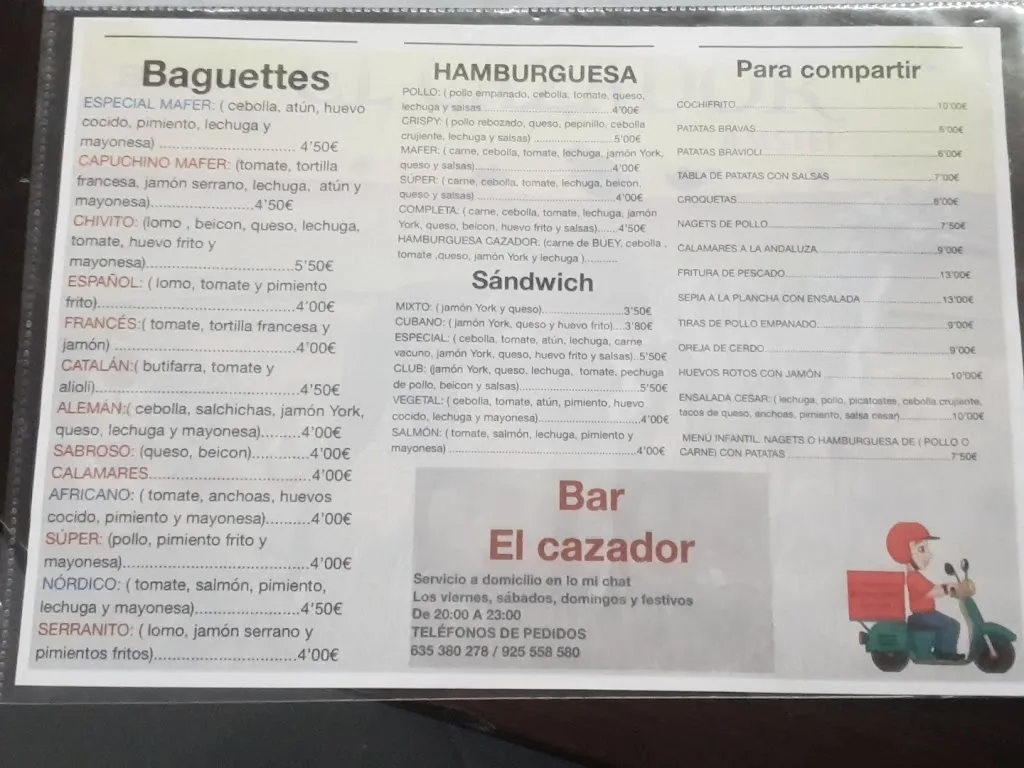 Baguettes
ESPECIAL MAFER: ( cebolla, atún, huevo
cocido, pimiento, lechuga y
mayonesa) ................................. 4'50€
CAPUCHINO MAFER: (tomate, tortilla
francesa, jamón serrano, lechuga, atún y
mayonesa)............................4'50€
CHIVITO: (lomo , beicon, queso, lechuga,
tomate, huevo frito y
mayonesa)...............................5'50€
ESPAÑOL: ( lomo, tomate y pimiento
frito)..........................................4'00€
FRANCÉS:( tomate, tortilla francesa y
jamón) ......................................4'00€
CATALÁN:( butifarra, tomate y
alioli)..........................................4'50€
ALEMÁN:( cebolla, salchichas, jamón York,
queso, lechuga y mayonesa)..........4'00€
SABROSO: (queso, beicon)..........4'00€
CALAMARES................................4'00€
AFRICANO: ( tomate, anchoas, huevos
cocido, pimiento y mayonesa)..........4'00€
SÚPER: (pollo, pimiento frito y
mayonesa)...................................4'00€
NÓRDICO: ( tomate, salmón, pimiento,
lechuga y mayonesa).....................4'50€
SERRANITO: ( lomo, jamón serrano y
pimientos fritos)............................4'00€
HAMBURGUESA
POLLO: ( pollo empanado, cebolla, tomate, queso,
lechuga y salsas ..........................4'00€
CRISPY: ( pollo rebozado, queso, pepinillo, cebolla
crujiente, lechuga y salsas)....................5'00€
MAFER: ( carne, cebolla, tomate, lechuga, jamón York,
queso y salsas)....................................4'00€
SÚPER: ( carne, cebolla, tomate, lechuga, beicon,
queso y salsas)....................................4'00€
COMPLETA: ( carne, cebolla, tomate, lechuga, jamón
York, queso, beicon, huevo frito y salsas).....4'50€
HAMBURGUESA CAZADOR: (carne de BUEY, cebolla ,
tomate ,queso, jamón York y lechuga )..........
Sándwich
MIXTO: ( jamón York y queso)....................3'50€
CUBANO: ( jamón York, queso y huevo frito)....3'80€
ESPECIAL: ( cebolla, tomate, atún, lechuga, carne
vacuno, jamón York, queso, huevo frito y salsas)..5'50€
CLUB: (jamón York, queso, lechuga, tomate, pechuga
de pollo, beicon y salsas)..........................5'50€
VEGETAL: ( cebolla, tomate, atún, pimiento, huevo
cocido, lechuga y mayonesa).....................4'00€
SALMÓN: ( tomate, salmón, lechuga, pimiento y
mayonesa) ..........................................4'00€
Para compartir
COCHIFRITO ............................................10'00€
PATATAS BRAVAS.......................................6'00€
PATATAS BRAVIOLI.....................................6'00€
TABLA DE PATATAS CON SALSAS ....................7'00€
CROQUETAS............................................8'00€
NAGETS DE POLLO.....................................7'50€
CALAMARES A LA ANDALUZA........................9'00€
FRITURA DE PESCADO................................13'00€
SEPIA A LA PLANCHA CON ENSALADA ...............13'00€
TIRAS DE POLLO EMPANADO..........................9'00€
OREJA DE CERDO.......................................9'00€
HUEVOS ROTOS CON JAMÓN..........................10'00€
ENSALADA CESAR: ( lechuga, pollo, picatostes, cebolla crujiente,
tacos de queso, anchoas, pimiento, salsa cesar)..............10'00€
MENÚ INFANTIL NAGETS O HAMBURGUESA DE ( POLLO O
CARNE) CON PATATAS ...............................7'50€
Bar
El cazador
Servicio a domicilio en lo mi chat
Los viernes, sábados, domingos y festivos
De 20:00 A 23:00
TELÉFONOS DE PEDIDOS
635 380 278 / 925 558 580